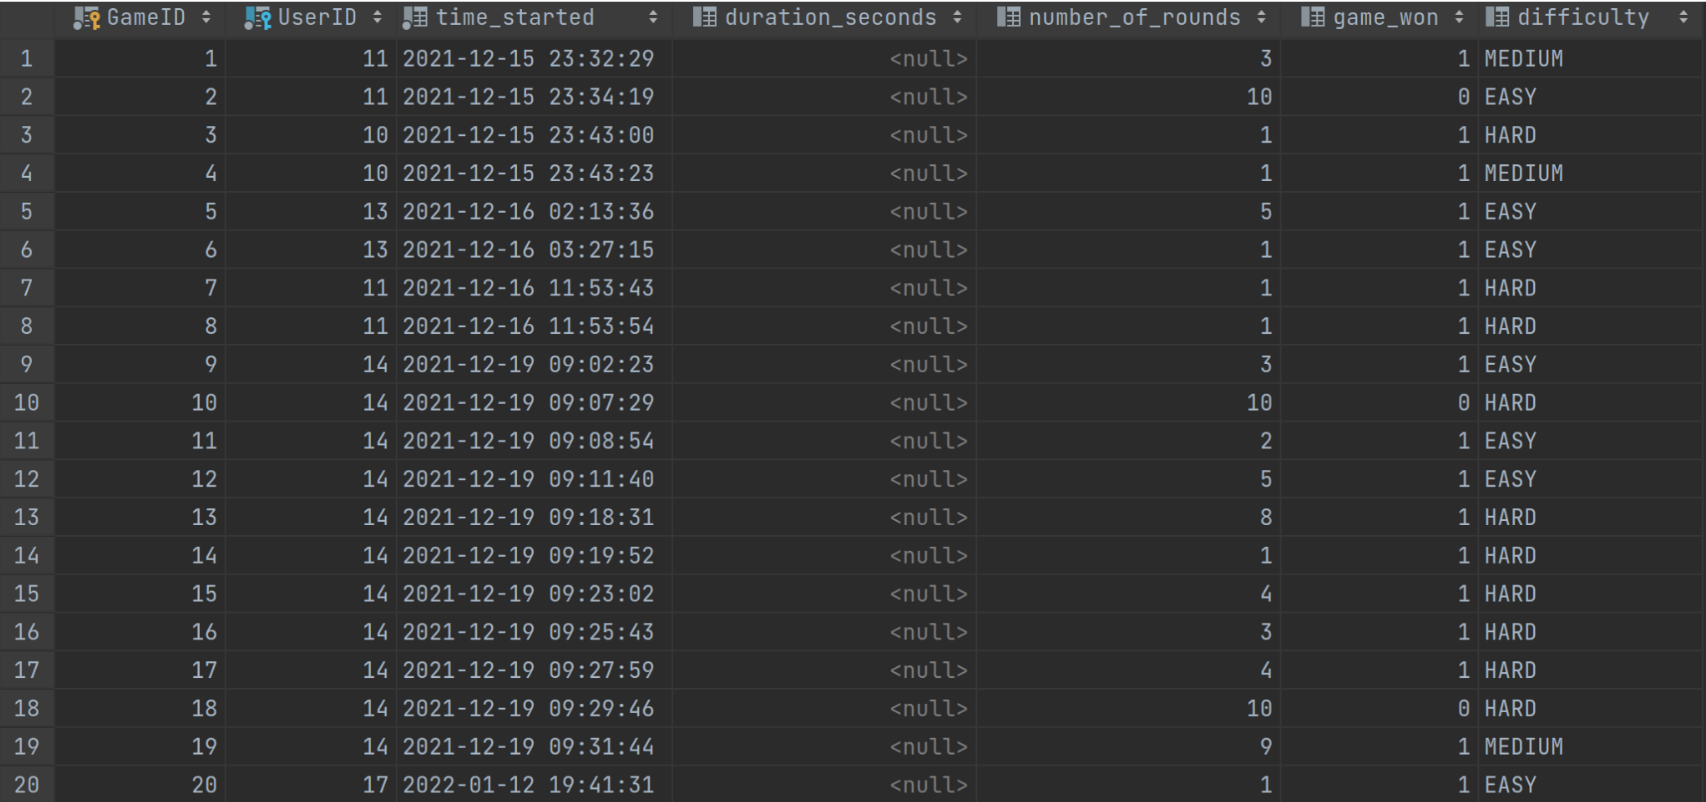 GameID UserID time_started duration_seconds number_of_rounds game_won difficulty
1 1 11 2021-12-15 23:32:29 <null> 3 1 MEDIUM
2 2 11 2021-12-15 23:34:19 <null> 10 0 EASY
3 3 10 2021-12-15 23:43:00 <null> 1 1 HARD
4 4 10 2021-12-15 23:43:23 <null> 1 1 MEDIUM
5 5 13 2021-12-16 02:13:36 <null> 5 1 EASY
6 6 13 2021-12-16 03:27:15 <null> 1 1 EASY
7 7 11 2021-12-16 11:53:43 <null> 1 1 HARD
8 8 11 2021-12-16 11:53:54 <null> 1 1 HARD
9 9 14 2021-12-19 09:02:23 <null> 3 1 EASY
10 10 14 2021-12-19 09:07:29 <null> 10 0 HARD
11 11 14 2021-12-19 09:08:54 <null> 2 1 EASY
12 12 14 2021-12-19 09:11:40 <null> 5 1 EASY
13 13 14 2021-12-19 09:18:31 <null> 8 1 HARD
14 14 14 2021-12-19 09:19:52 <null> 1 1 HARD
15 15 14 2021-12-19 09:23:02 <null> 4 1 HARD
16 16 14 2021-12-19 09:25:43 <null> 3 1 HARD
17 17 14 2021-12-19 09:27:59 <null> 4 1 HARD
18 18 14 2021-12-19 09:29:46 <null> 10 0 HARD
19 19 14 2021-12-19 09:31:44 <null> 9 1 MEDIUM
20 20 17 2022-01-12 19:41:31 <null> 1 1 EASY